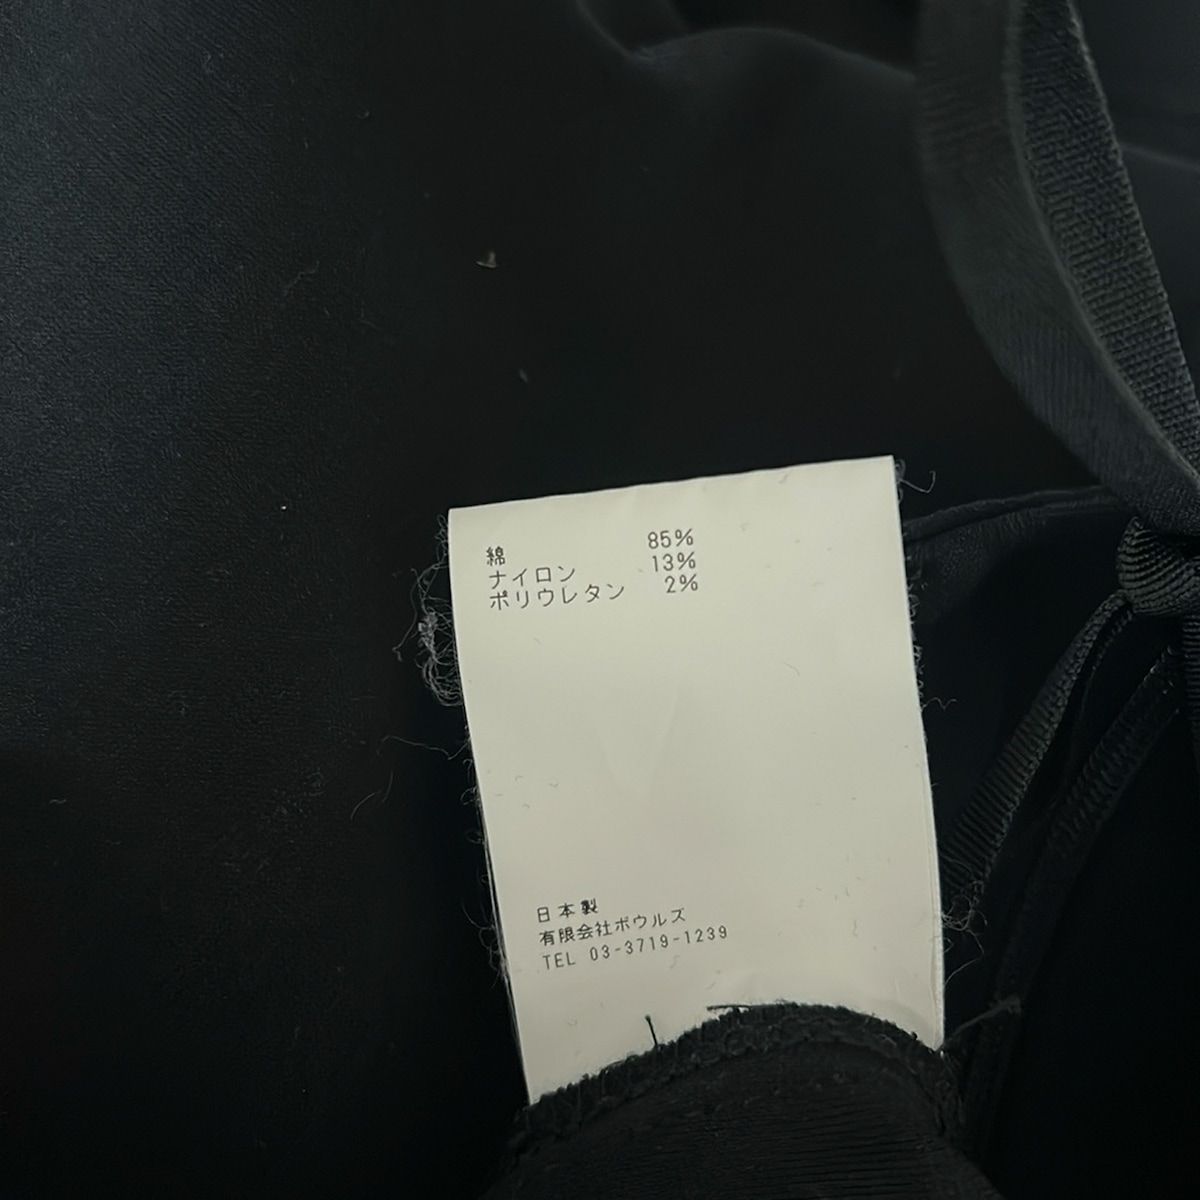 綿 85%
ナイロン 13%
ポリウレタン 2%
日本製
有限会社ボウルズ
TEL 03-3719-1239